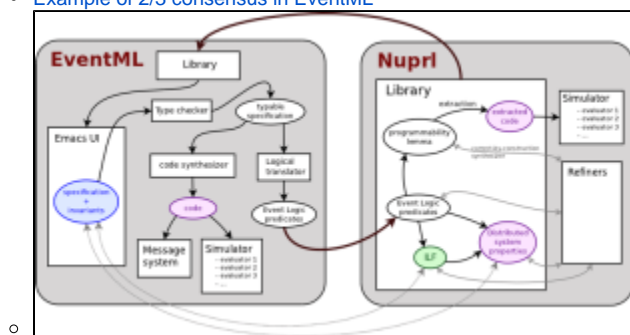 Example of 2/3 consensus in EventML
EventML
Library
Type checker
typable
specification
Emacs UI
code synthesizer
Logical
translator
specification
+
invariants
code
Event Logic
predicates
Message
system
Simulator
--- evaluator 1
--- evaluator 2
--- evaluator 3
--- ...
Nuprl
Library
extraction
extracted
code
Simulator
--- evaluator 1
--- evaluator 2
--- evaluator 3
--- ...
programmability
lemma
synthesizer
Refiners
Event Logic
predicates
ILF
Distributed
system
properties